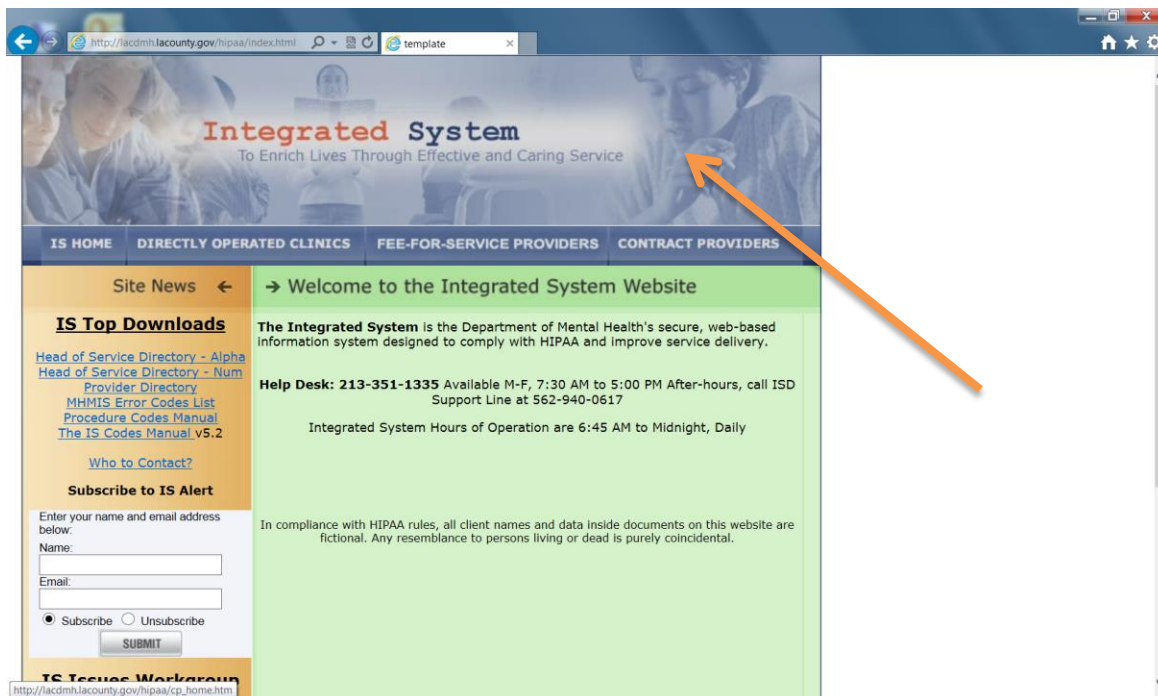 http://lacdmh.lacounty.gov/hipaa/index.html
template
Integrated System
To Enrich Lives Through Effective and Caring Service
IS HOME DIRECTLY OPERATED CLINICS FEE-FOR-SERVICE PROVIDERS CONTRACT PROVIDERS
Site News
Welcome to the Integrated System Website
IS Top Downloads
Head of Service Directory - Alpha
Head of Service Directory - Num
Provider Directory
MHMIS Error Codes List
Procedure Codes Manual
The IS Codes Manual v5.2
Who to Contact?
Subscribe to IS Alert
Enter your name and email address
below:
Name:
Email:
Subscribe Unsubscribe
SUBMIT
IS Issues Workgroup
The Integrated System is the Department of Mental Health's secure, web-based
information system designed to comply with HIPAA and improve service delivery.
Help Desk: 213-351-1335 Available M-F, 7:30 AM to 5:00 PM After-hours, call ISD
Support Line at 562-940-0617
Integrated System Hours of Operation are 6:45 AM to Midnight, Daily
In compliance with HIPAA rules, all client names and data inside documents on this website are
fictional. Any resemblance to persons living or dead is purely coincidental.
http://lacdmh.lacounty.gov/hipaa/cp_home.htm